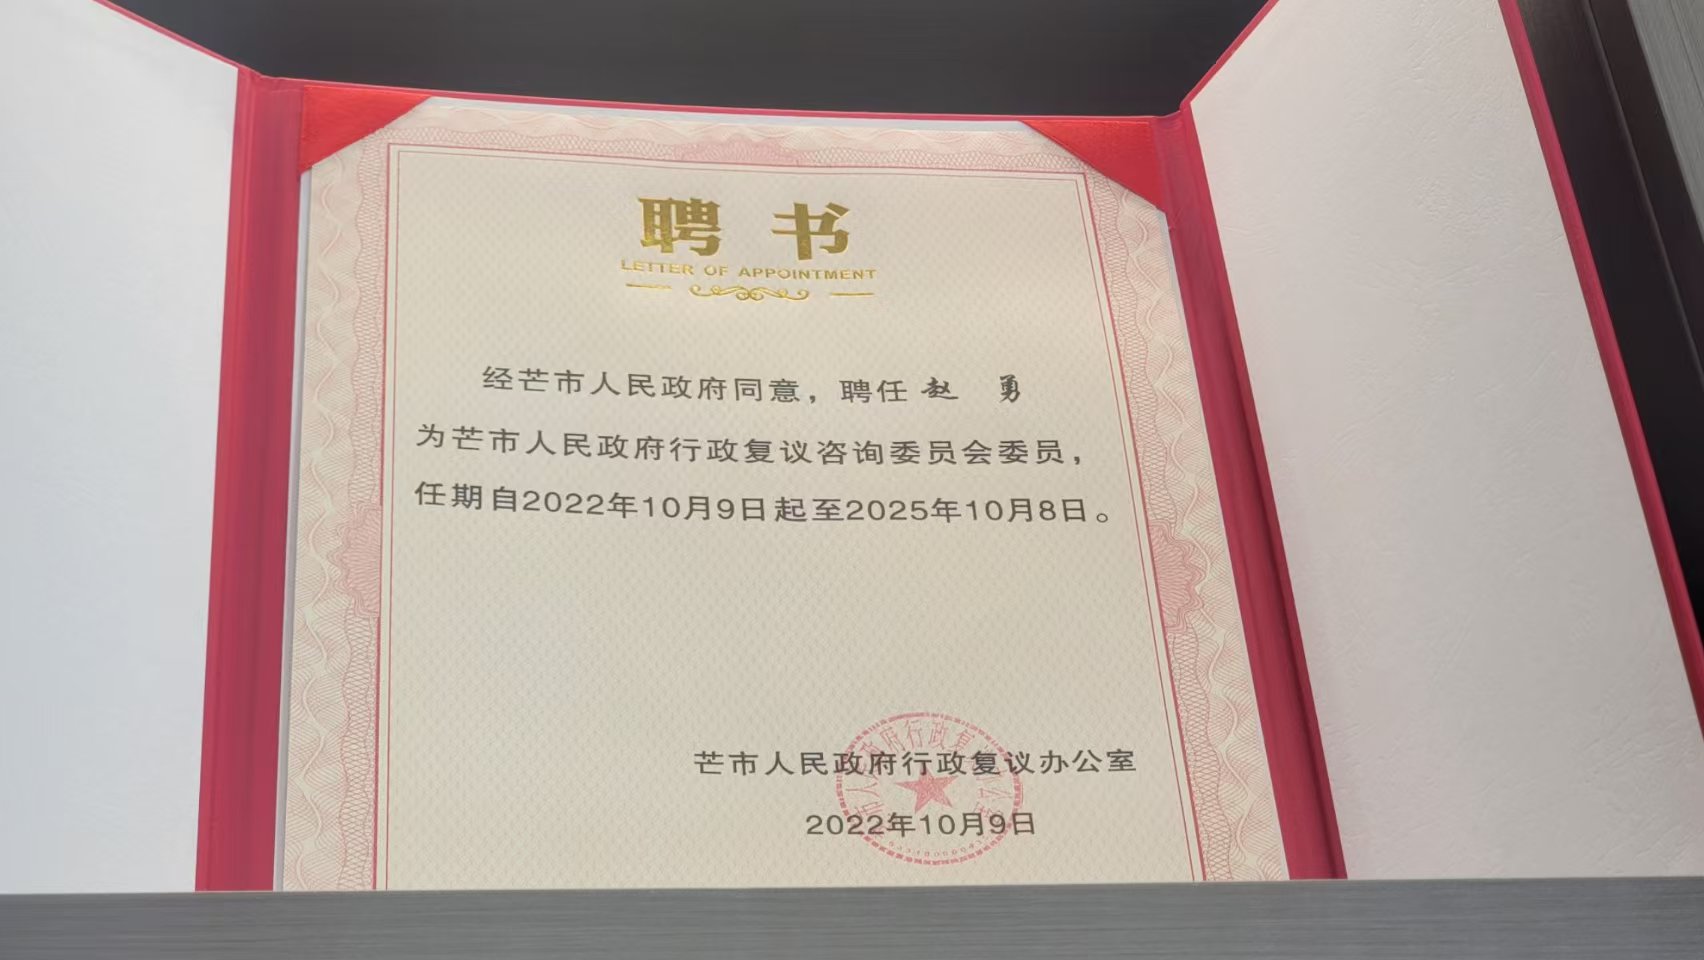 聘书
LETTER OF APPOINTMENT
经芒市人民政府同意，聘任赵 勇
为芒市人民政府行政复议咨询委员会委员，
任期自2022年10月9日起至2025年10月8日。
芒市人民政府行政复议办公室
2022年10月9日